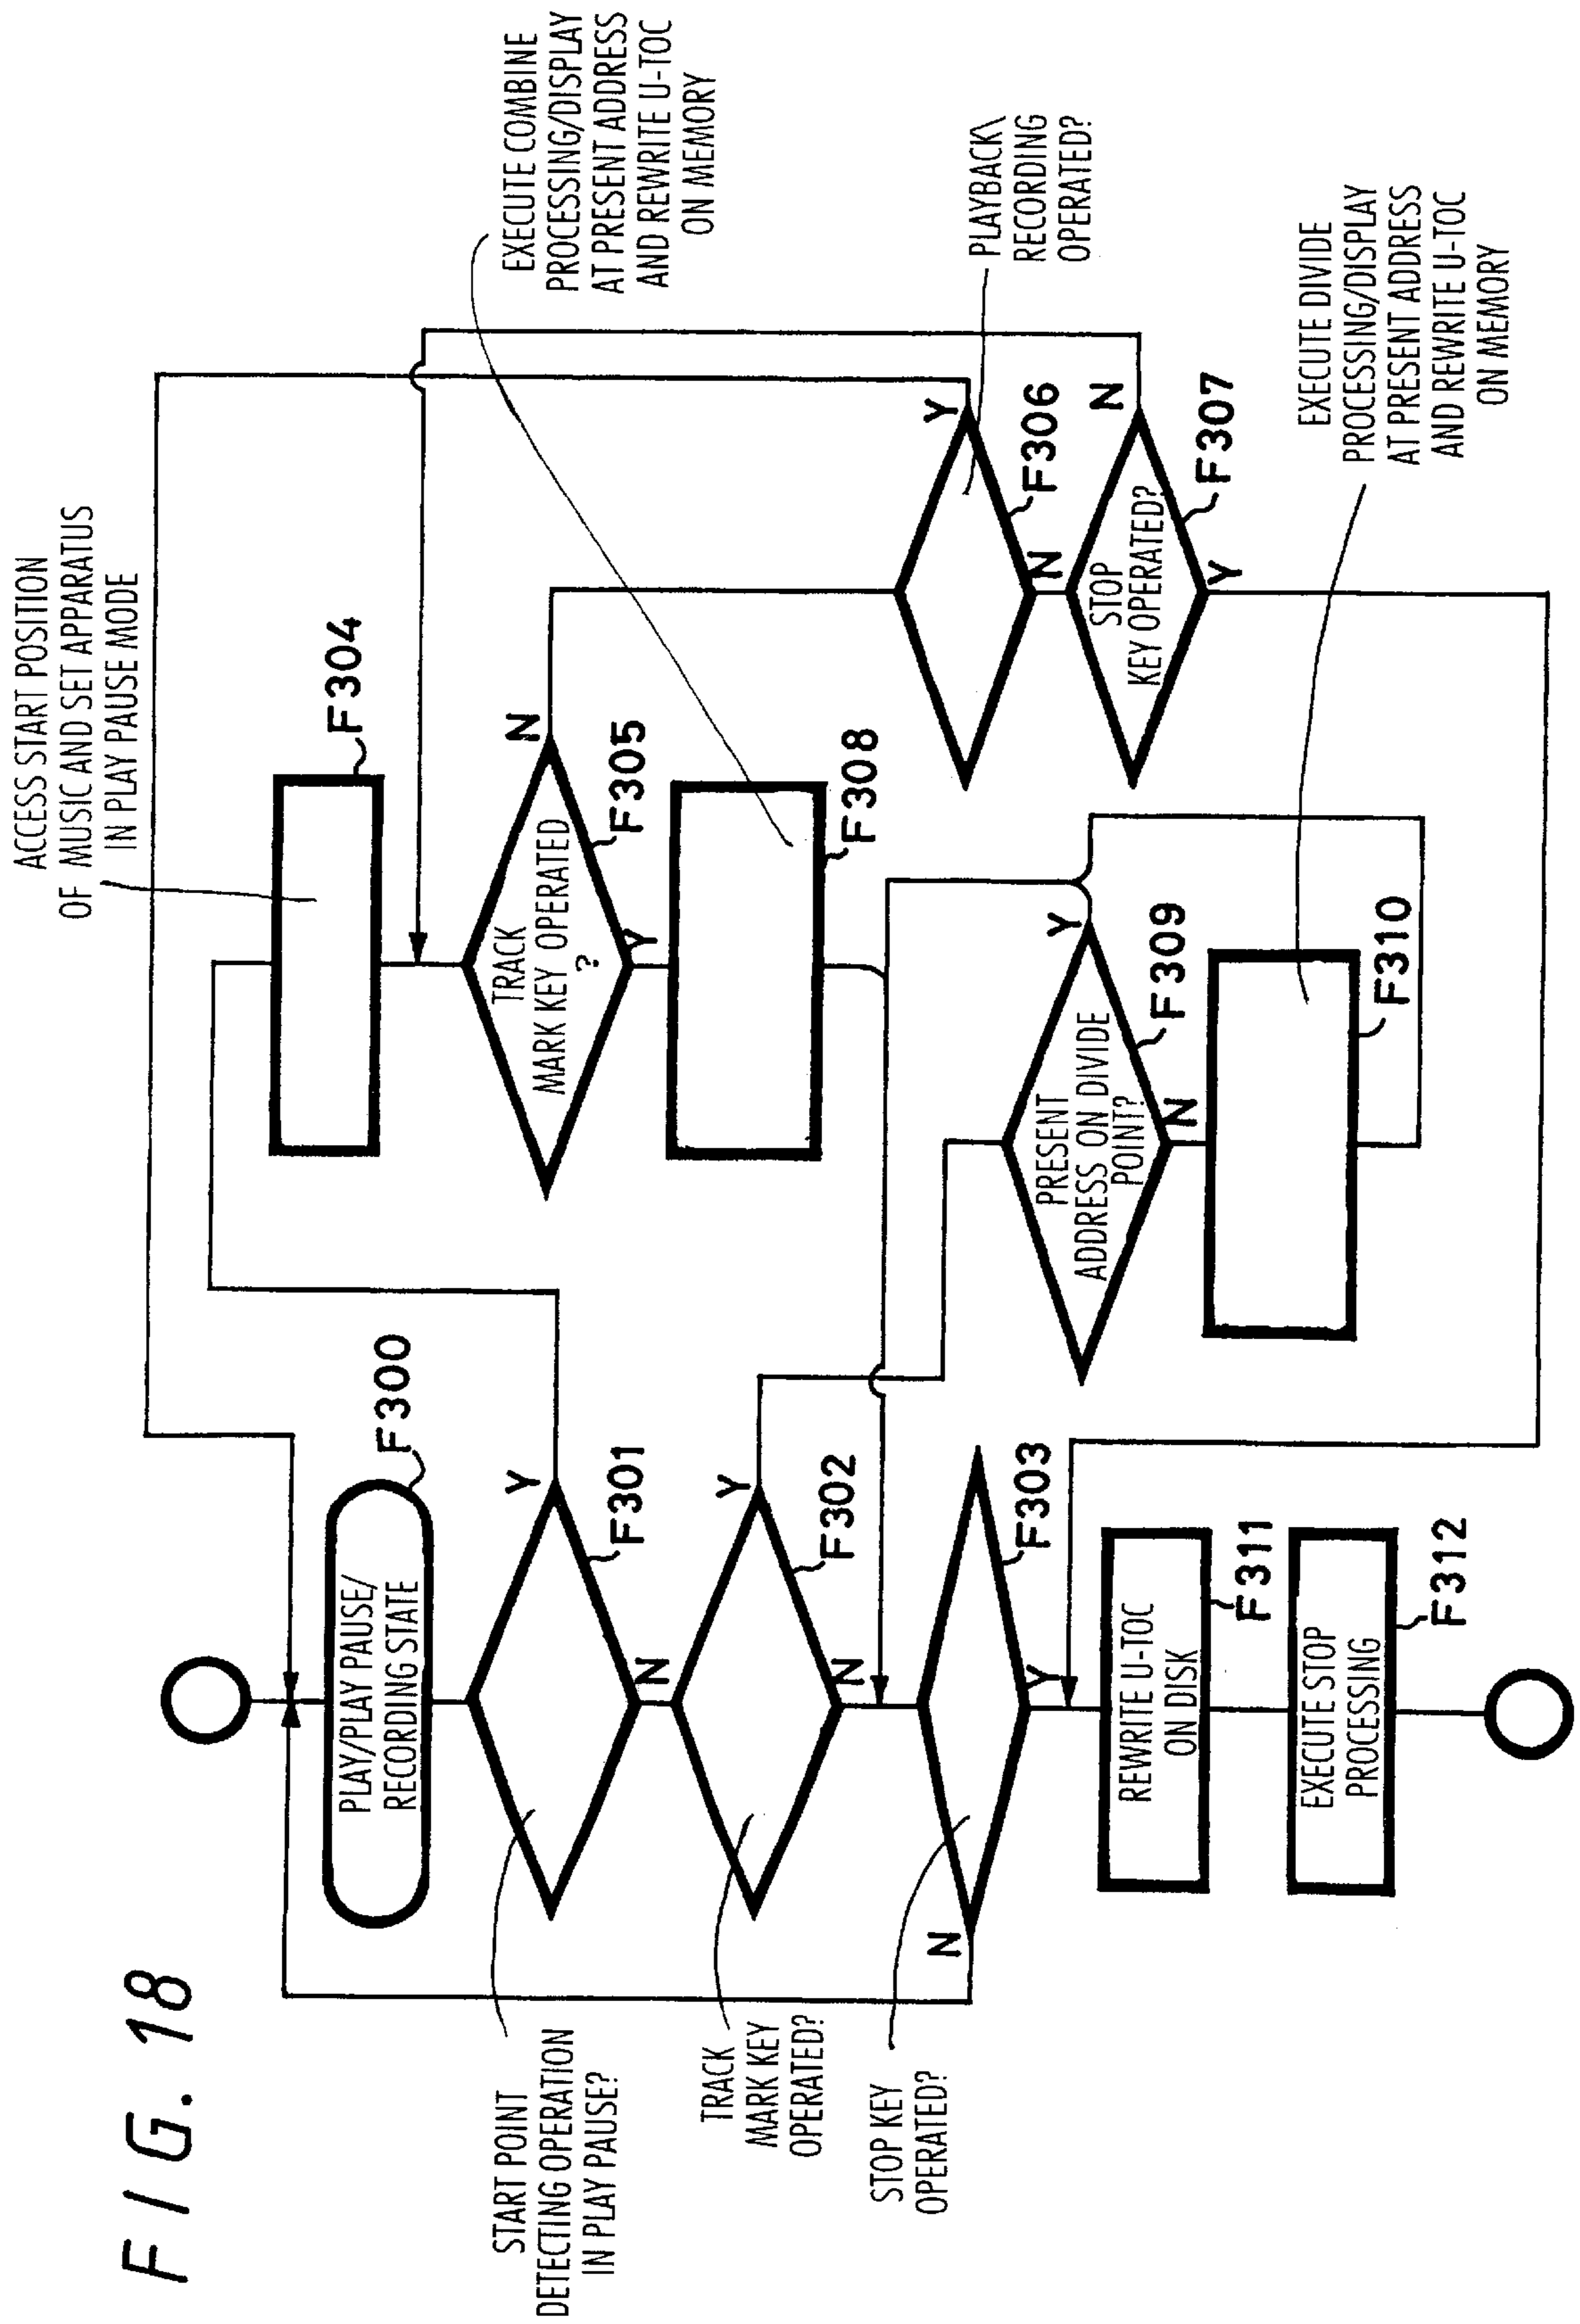 FIG. 18
PLAY/PLAY PAUSE/
RECORDING STATE
F300
START POINT
DETECTING OPERATION
IN PLAY PAUSE?
Y
F301
N
TRACK
MARK KEY
OPERATED?
Y
F302
N
STOP KEY
OPERATED?
N
F303
Y
REWRITE U-TOC
ON DISK
F311
EXECUTE STOP
PROCESSING
F312
ACCESS START POSITION
OF MUSIC AND SET APPARATUS
IN PLAY PAUSE MODE
F304
TRACK
MARK KEY OPERATED
?
N
F305
Y
F308
EXECUTE COMBINE
PROCESSING/DISPLAY
AT PRESENT ADDRESS
AND REWRITE U-TOC
ON MEMORY
PRESENT
ADDRESS ON DIVIDE
POINT?
Y
F309
N
F310
PLAYBACK\
RECORDING
OPERATED?
Y
F306
N
STOP
KEY OPERATED?
N
F307
Y
EXECUTE DIVIDE
PROCESSING/DISPLAY
AT PRESENT ADDRESS
AND REWRITE U-TOC
ON MEMORY